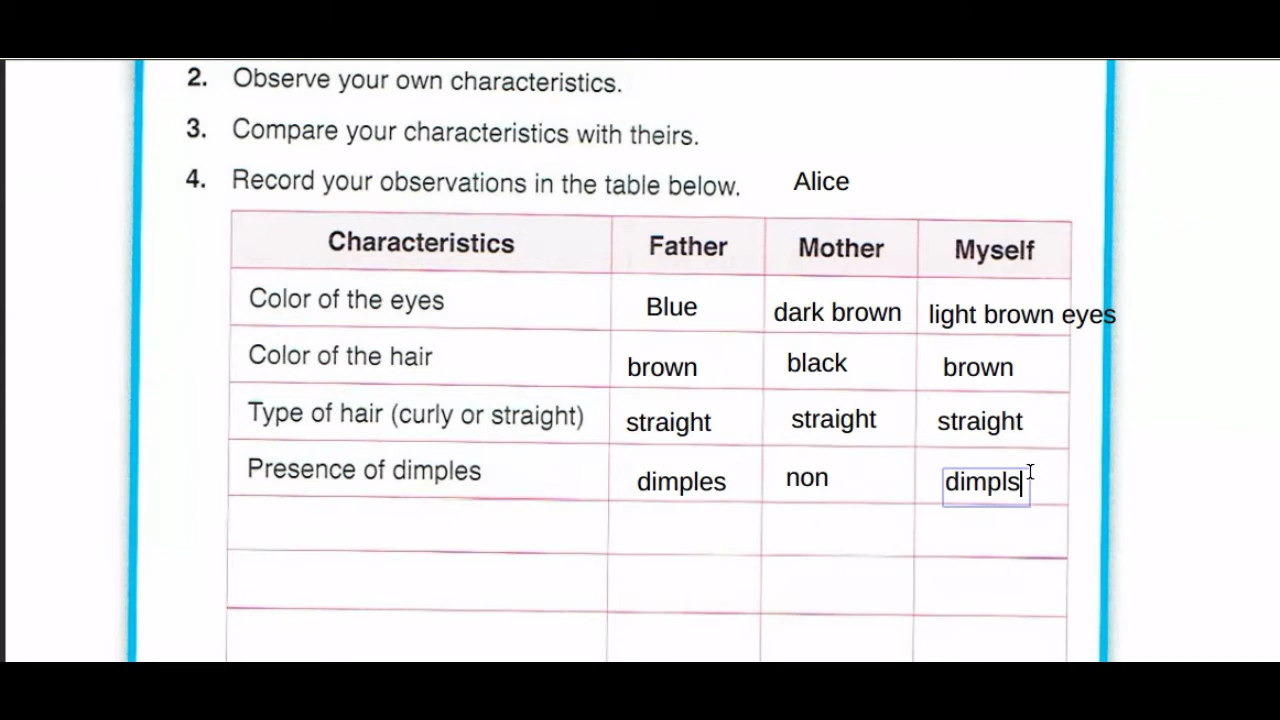 2. Observe your own characteristics.
3. Compare your characteristics with theirs.
4. Record your observations in the table below.
Alice
Characteristics Father Mother Myself
Color of the eyes Blue dark brown light brown eyes
Color of the hair brown black brown
Type of hair (curly or straight) straight straight straight
Presence of dimples dimples non dimpls